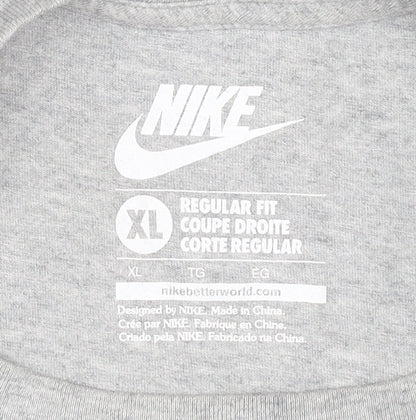 NIKE
XL
REGULAR FIT
COUPE DROITE
CORTE REGULAR
XL TG EG
nikebetterworld.com
Designed by NIKE. Made in China.
Créé par NIKE. Fabrique en Chine.
Criado pela NIKE. Fabricado na China.